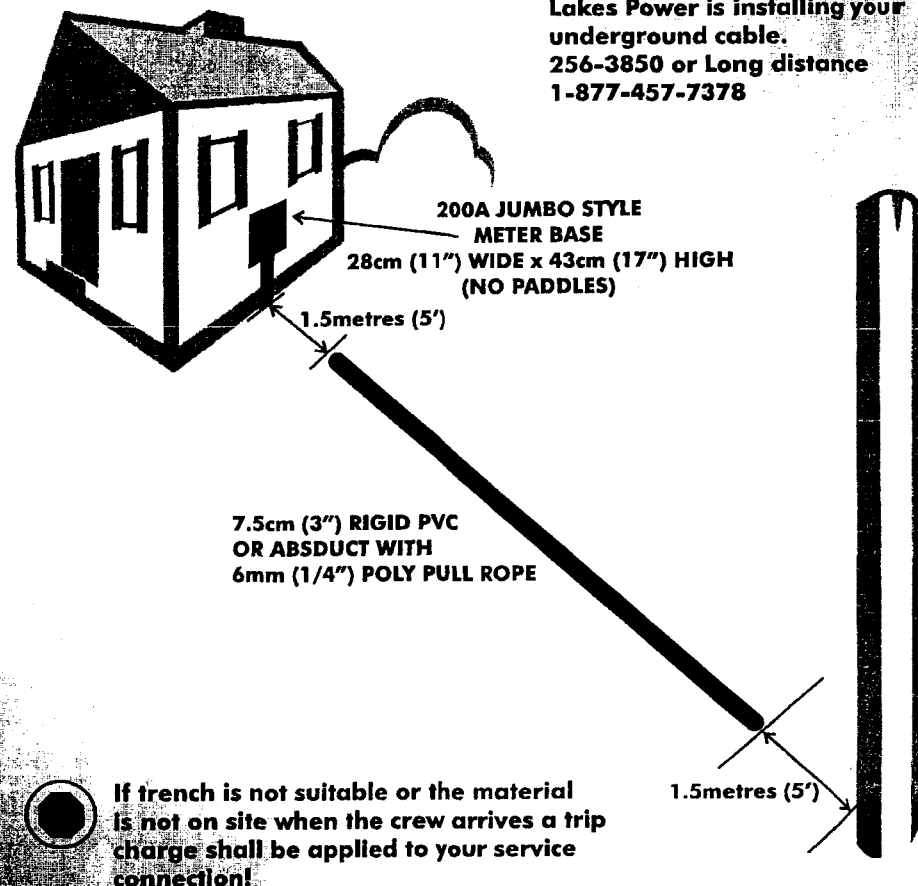 Lakes Power is installing your
underground cable.
256-3850 or Long distance
1-877-457-7378
200A JUMBO STYLE
METER BASE
28cm (11") WIDE x 43cm (17") HIGH
(NO PADDLES)
1.5metres (5')
7.5cm (3") RIGID PVC
OR ABSDUCT WITH
6mm (1/4") POLY PULL ROPE
1.5metres (5')
If trench is not suitable or the material
is not on site when the crew arrives a trip
charge shall be applied to your service
connection!